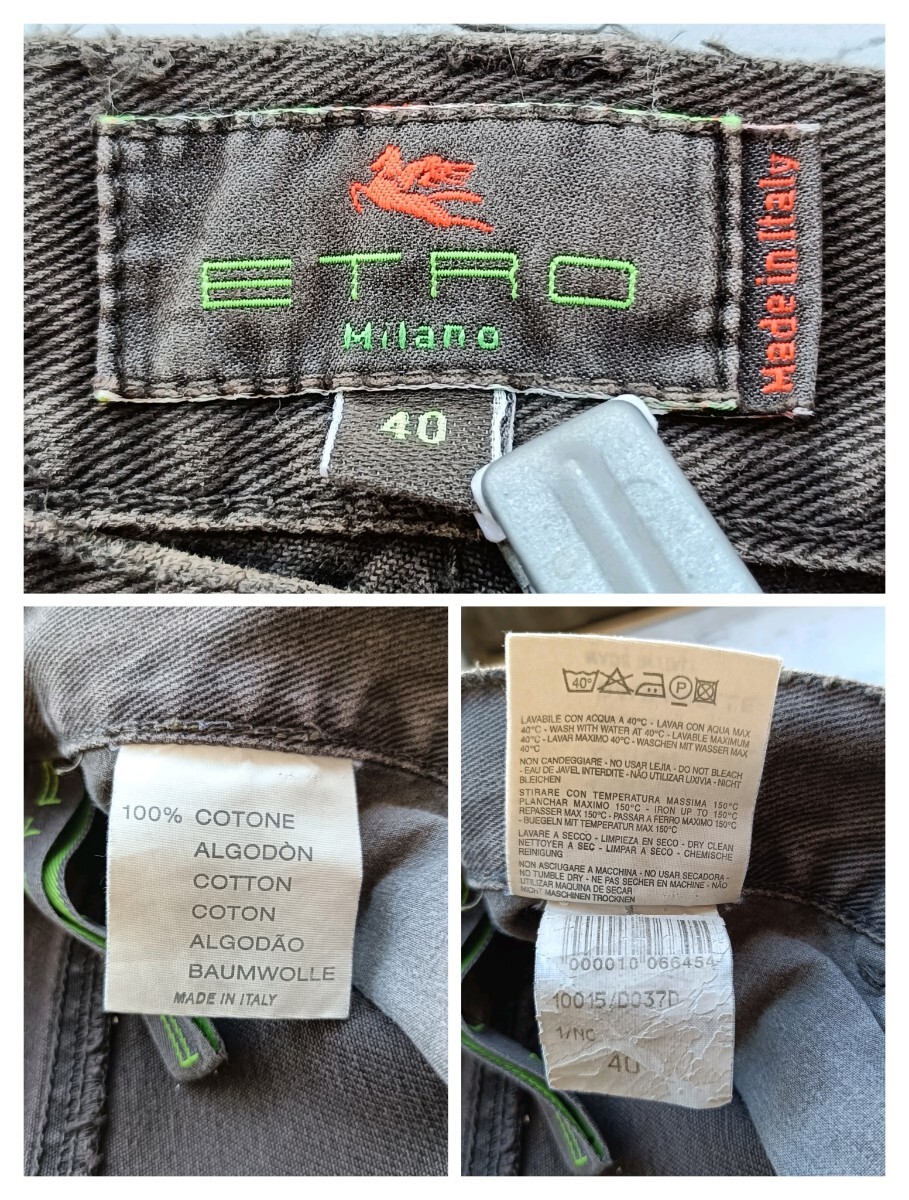 ETRO
Milano
Made in Italy
40
100% COTONE
ALGODÒN
COTTON
COTON
ALGODÃO
BAUMWOLLE
MADE IN ITALY
40°
P
LAVABILE CON ACQUA A 40°C - LAVAR CON AQUA MAX
40°C - WASH WITH WATER AT 40°C - LAVABLE MAXIMUM
40°C - LAVAR MAXIMO 40°C - WASCHEN MIT WASSER MAX
40°C
NON CANDEGGIARE - NO USAR LEJIA - DO NOT BLEACH
- EAU DE JAVEL INTERDITE - NÃO UTILIZAR LIXIVIA - NICHT
BLEICHEN
STIRARE CON TEMPERATURA MASSIMA 150°C
PLANCHAR MAXIMO 150°C - IRON UP TO 150°C
REPASSER MAX 150°C - PASSAR A FERRO MAXIMO 150°C
- BUEGELN MIT TEMPERATUR MAX 150°C
LAVARE A SECCO - LIMPIEZA EN SECO - DRY CLEAN
NETTOYER A SEC - LIMPAR A SECO - CHEMISCHE
REINIGUNG
NON ASCIUGARE A MACCHINA - NO USAR SECADORA -
NO TUMBLE DRY - NE PAS SECHER EN MACHINE - NÃO
UTILIZAR MAQUINA DE SECAR
NICHT MASCHINEN TROCKNEN
000010 066454
10015/D037D
1/NC
40